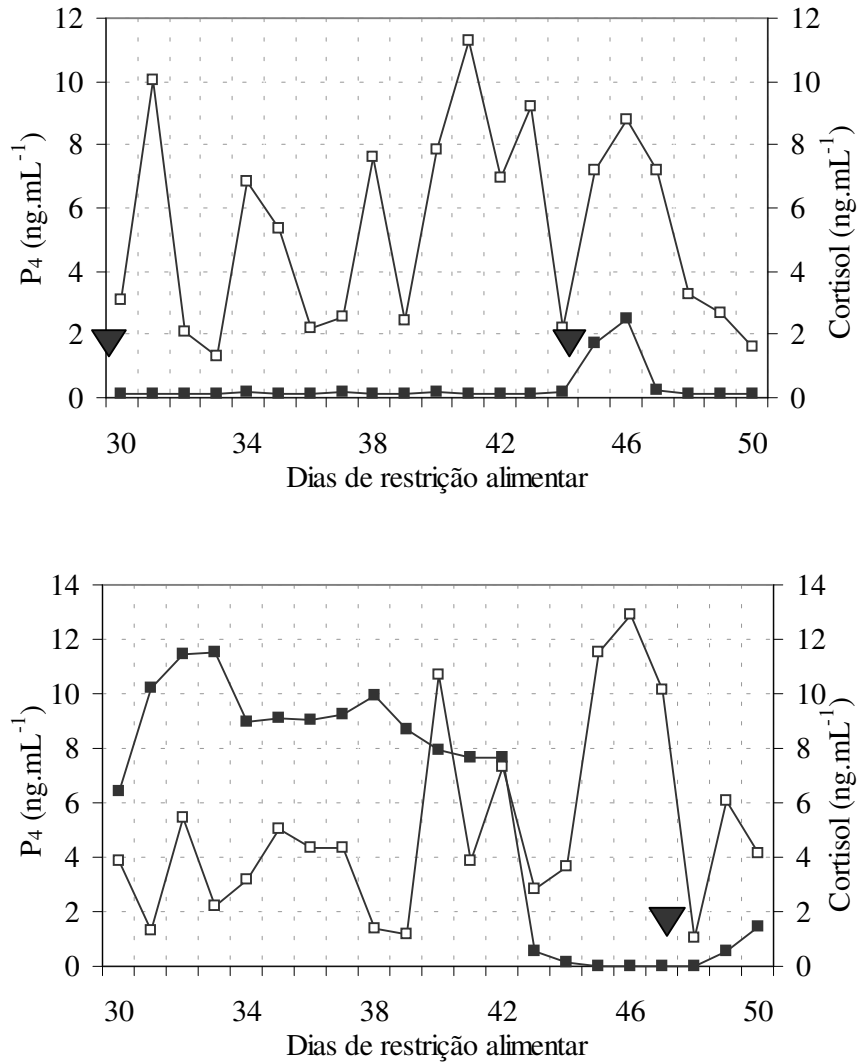 12 12
10 10
8 8
6 6
4 4
2 2
0 0
P4 (ng.mL-1)
Cortisol (ng.mL-1)
30 34 38 42 46 50
Dias de restrição alimentar
14 14
12 12
10 10
8 8
6 6
4 4
2 2
0 0
P4 (ng.mL-1)
Cortisol (ng.mL-1)
30 34 38 42 46 50
Dias de restrição alimentar